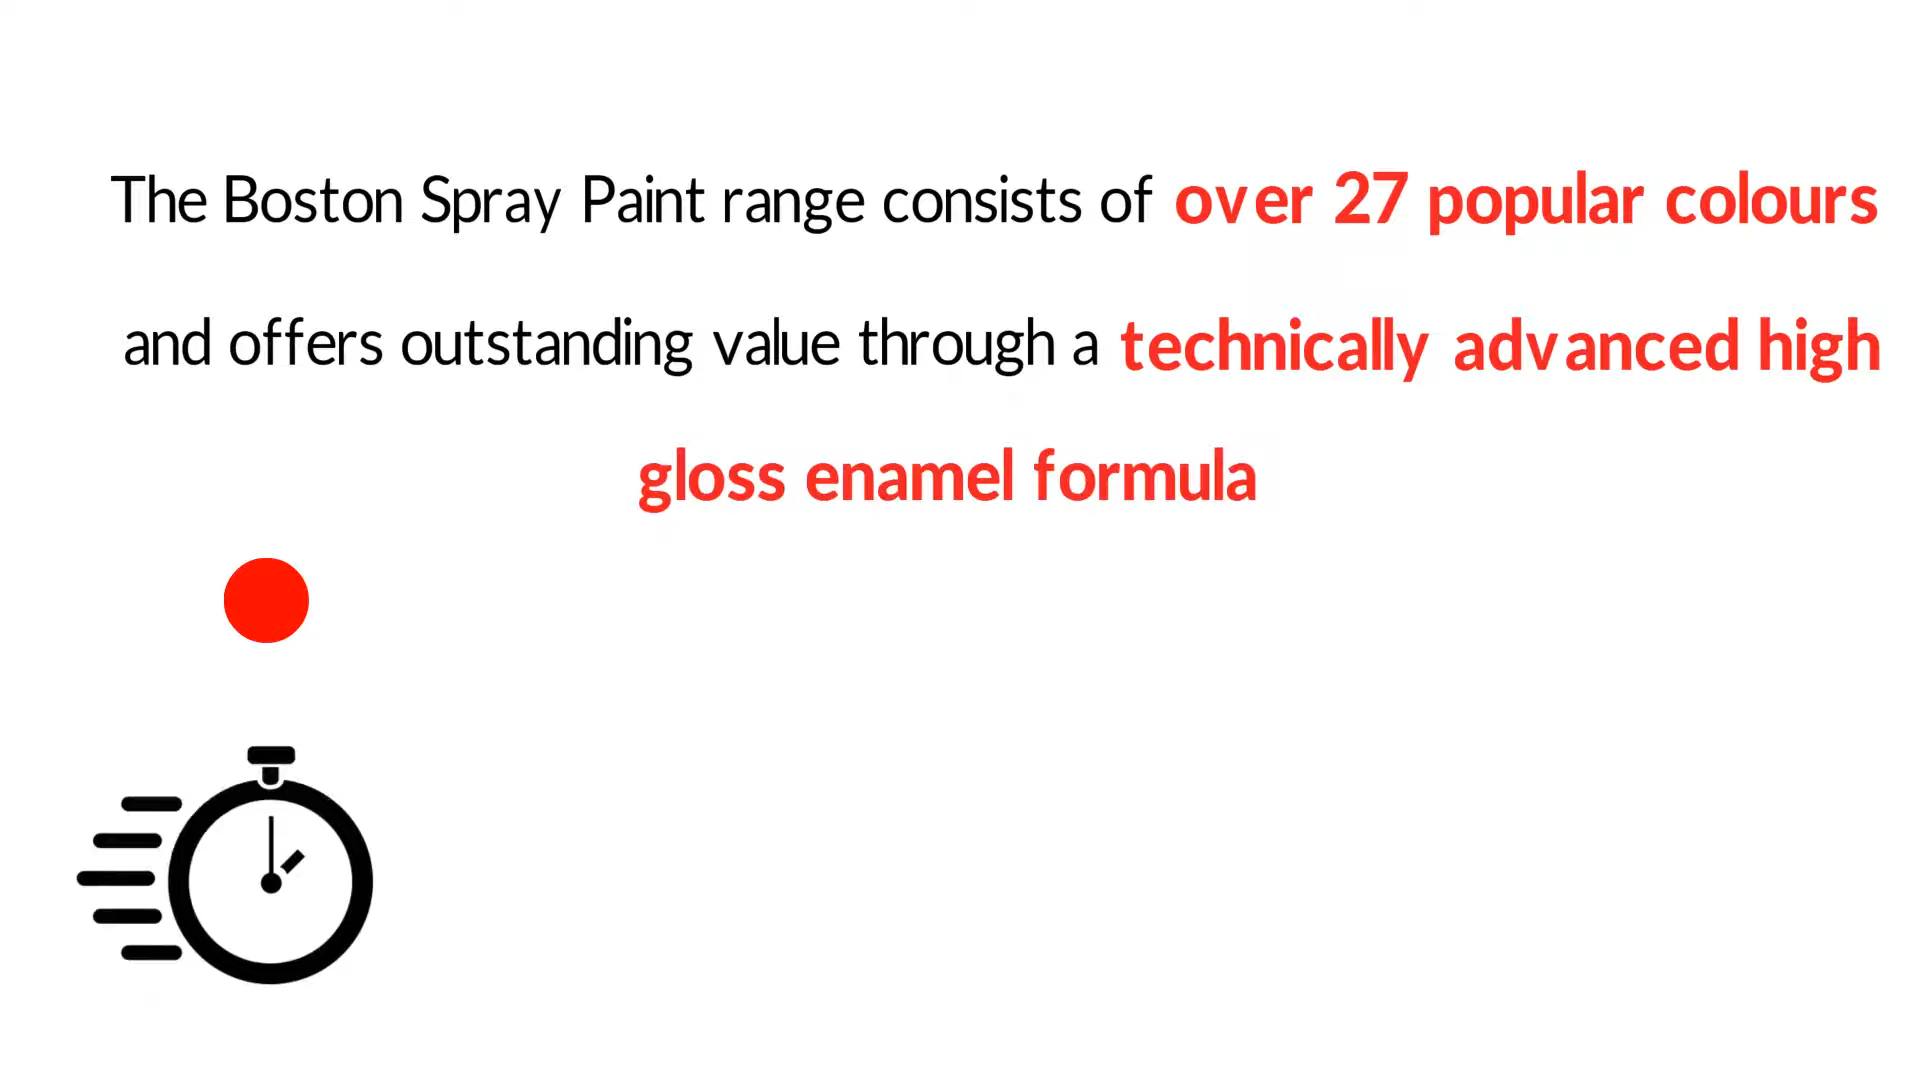 The Boston Spray Paint range consists of over 27 popular colours
and offers outstanding value through a technically advanced high
gloss enamel formula